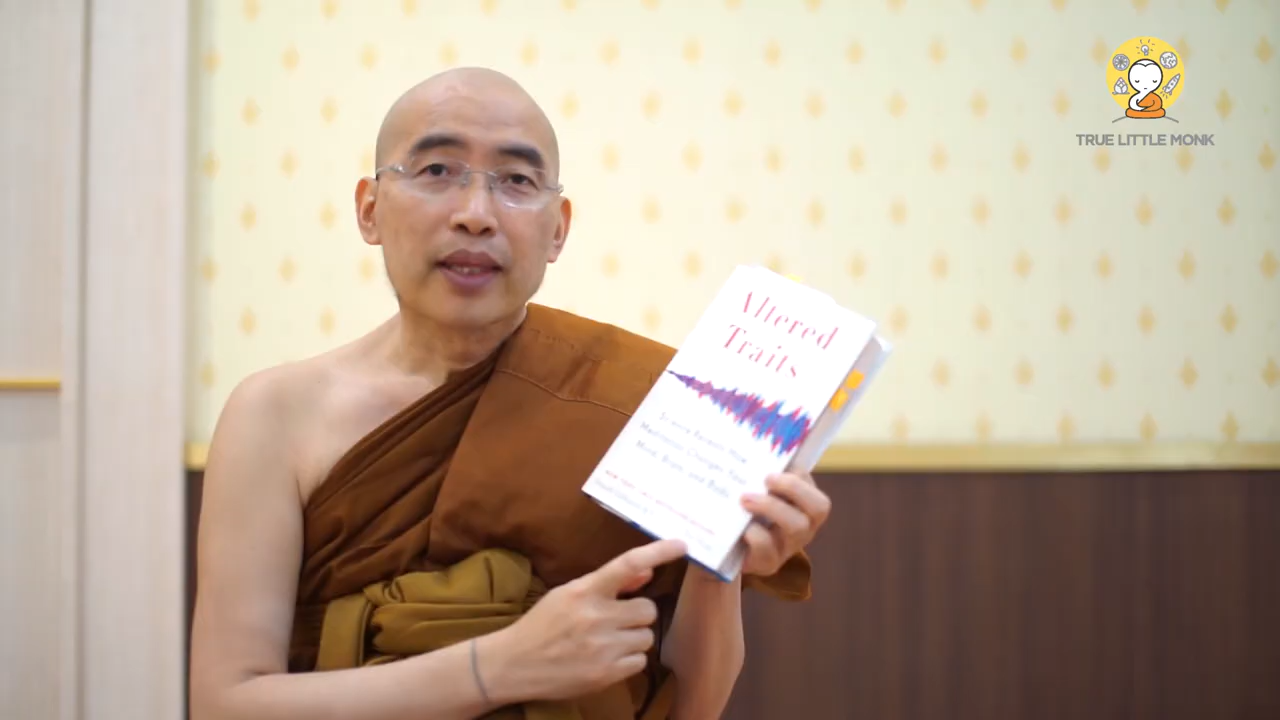 TRUE LITTLE MONK
Altered
Traits
Science Reveals How
Meditation Changes Your
Mind, Brain, and Body